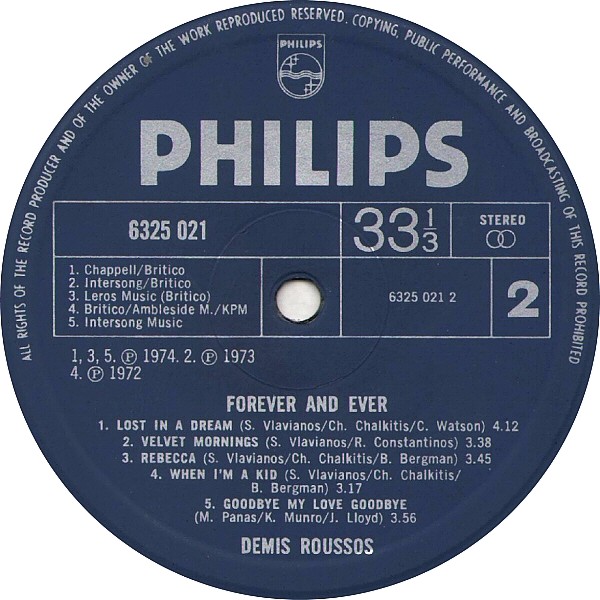 ALL RIGHTS OF THE RECORD PRODUCER AND OF THE OWNER OF THE WORK REPRODUCED RESERVED. COPYING, PUBLIC PERFORMANCE AND BROADCASTING OF THIS RECORD PROHIBITED
PHILIPS
PHILIPS
6325 021
33 1/3
STEREO
1. Chappell/Britico
2. Intersong/Britico
3. Leros Music (Britico)
4. Britico/Ambleside M./KPM
5. Intersong Music
6325 021 2
2
1, 3, 5. Ⓟ 1974. 2. Ⓟ 1973
4. Ⓟ 1972
FOREVER AND EVER
1. LOST IN A DREAM (S. Vlavianos/Ch. Chalkitis/C. Watson) 4.12
2. VELVET MORNINGS (S. Vlavianos/R. Constantinos) 3.38
3. REBECCA (S. Vlavianos/Ch. Chalkitis/B. Bergman) 3.45
4. WHEN I'M A KID (S. Vlavianos/Ch. Chalkitis/
B. Bergman) 3.17
5. GOODBYE MY LOVE GOODBYE
(M. Panas/K. Munro/J. Lloyd) 3.56
DEMIS ROUSSOS